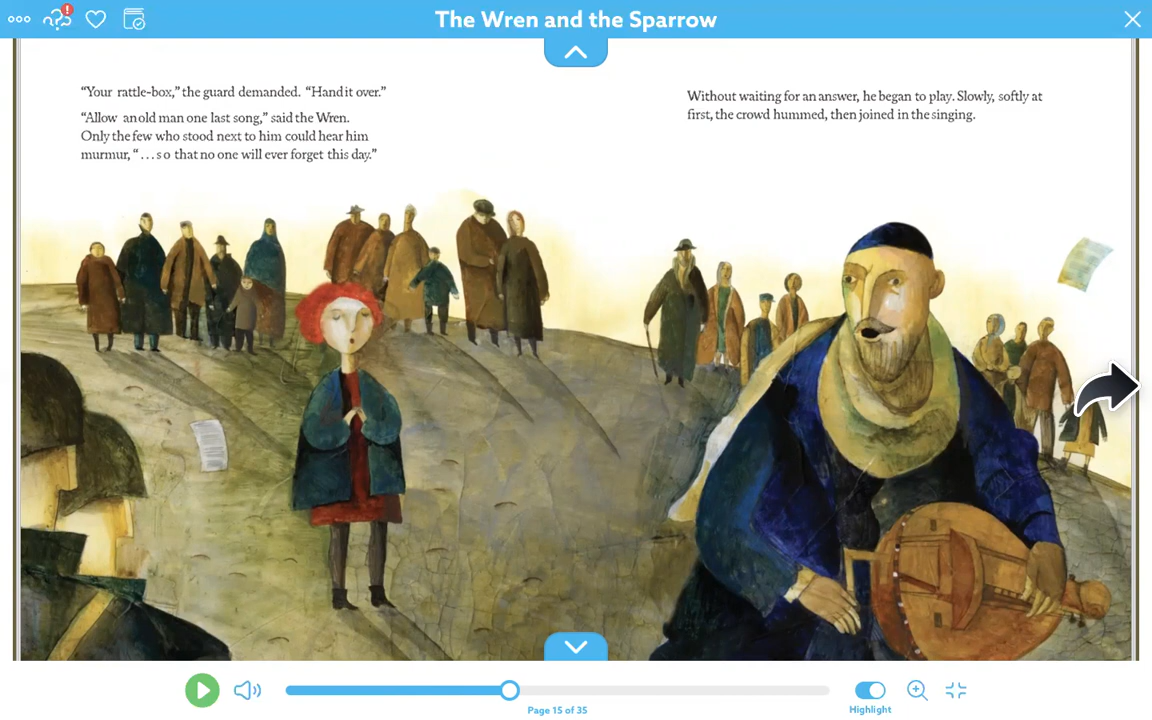 The Wren and the Sparrow
“Your rattle-box,” the guard demanded. “Hand it over.”
“Allow an old man one last song,” said the Wren.
Only the few who stood next to him could hear him
murmur, “ . . . so that no one will ever forget this day.”
Without waiting for an answer, he began to play. Slowly, softly at
first, the crowd hummed, then joined in the singing.
Page 15 of 35
Highlight